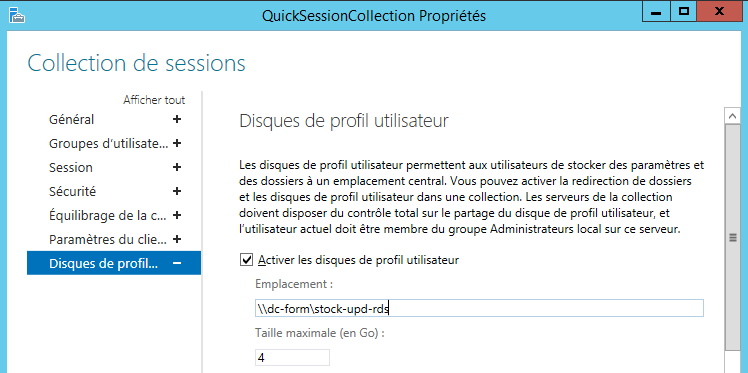 QuickSessionCollection Propriétés
Collection de sessions
Afficher tout
Général +
Groupes d'utilisate... +
Session +
Sécurité +
Équilibrage de la c... +
Paramètres du clie... +
Disques de profil... −
Disques de profil utilisateur
Les disques de profil utilisateur permettent aux utilisateurs de stocker des paramètres et
des dossiers à un emplacement central. Vous pouvez activer la redirection de dossiers
et les disques de profil utilisateur dans une collection. Les serveurs de la collection
doivent disposer du contrôle total sur le partage du disque de profil utilisateur, et
l'utilisateur actuel doit être membre du groupe Administrateurs local sur ce serveur.
Activer les disques de profil utilisateur
Emplacement :
\\dc-form\stock-upd-rds
Taille maximale (en Go) :
4